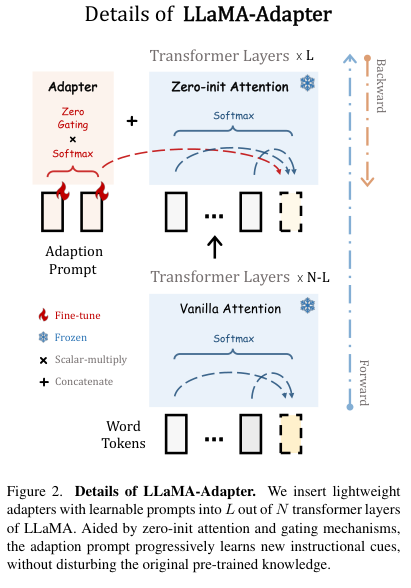 Details of LLaMA-Adapter
Transformer Layers x L
Adapter
Zero
Gating
×
Softmax
+
Zero-init Attention
Softmax
...
Adaption
Prompt
Transformer Layers x N-L
Vanilla Attention
Softmax
Fine-tune
Frozen
× Scalar-multiply
+ Concatenate
Word
Tokens
...
Backward
Forward
Figure 2. Details of LLaMA-Adapter. We insert lightweight
adapters with learnable prompts into L out of N transformer layers
of LLaMA. Aided by zero-init attention and gating mechanisms,
the adaption prompt progressively learns new instructional cues,
without disturbing the original pre-trained knowledge.